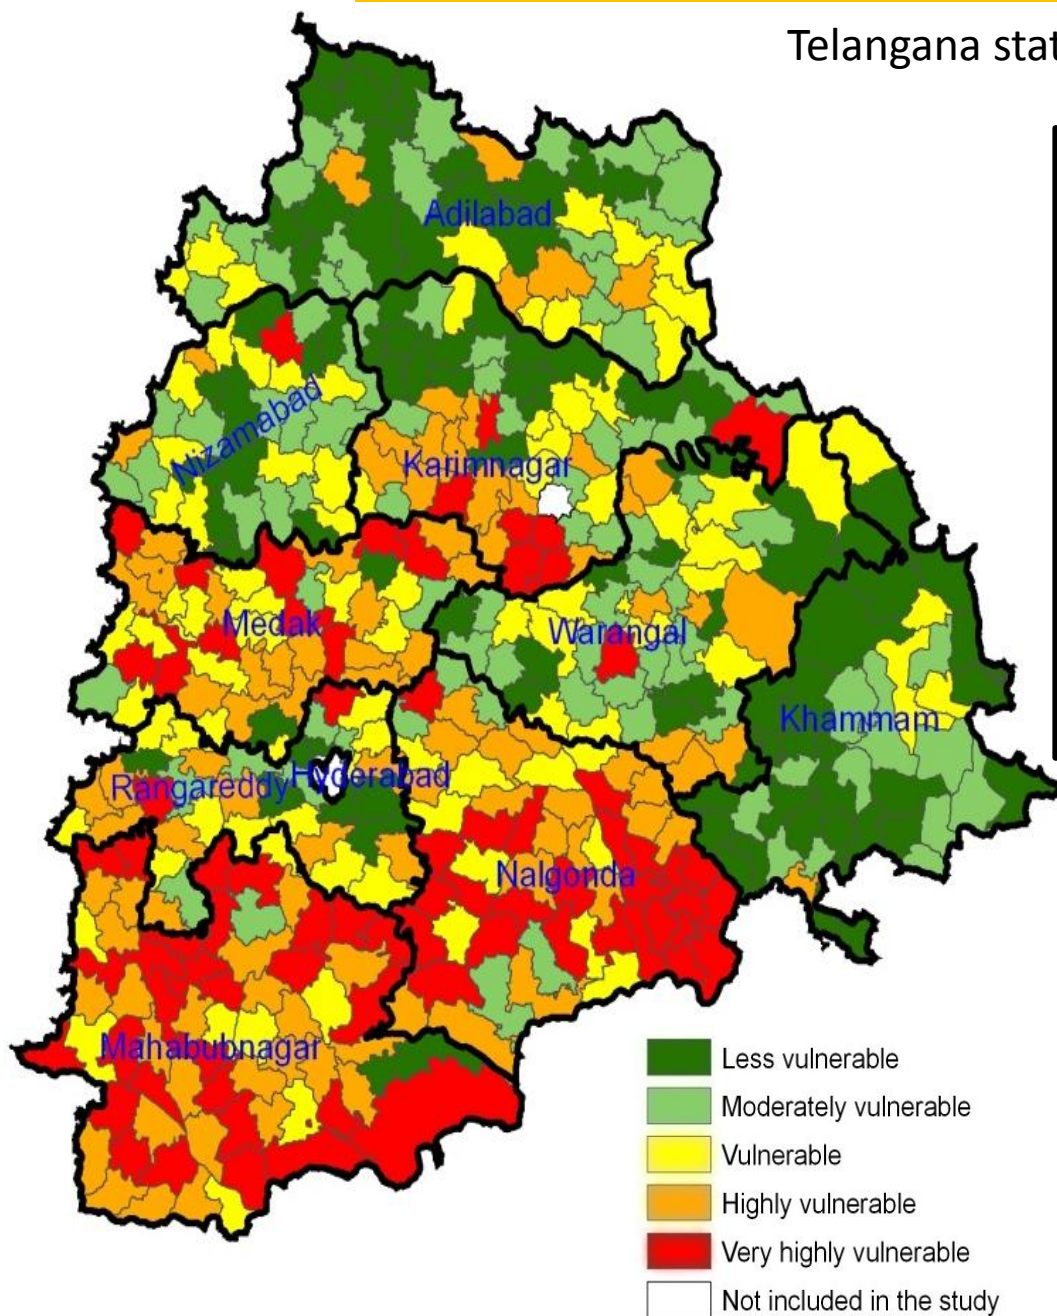 Telangana stat
Adilabad
Nizamabad
Karimnagar
Medak
Warangal
Khammam
Rangareddy
Hyderabad
Nalgonda
Mahabubnagar
Less vulnerable
Moderately vulnerable
Vulnerable
Highly vulnerable
Very highly vulnerable
Not included in the study